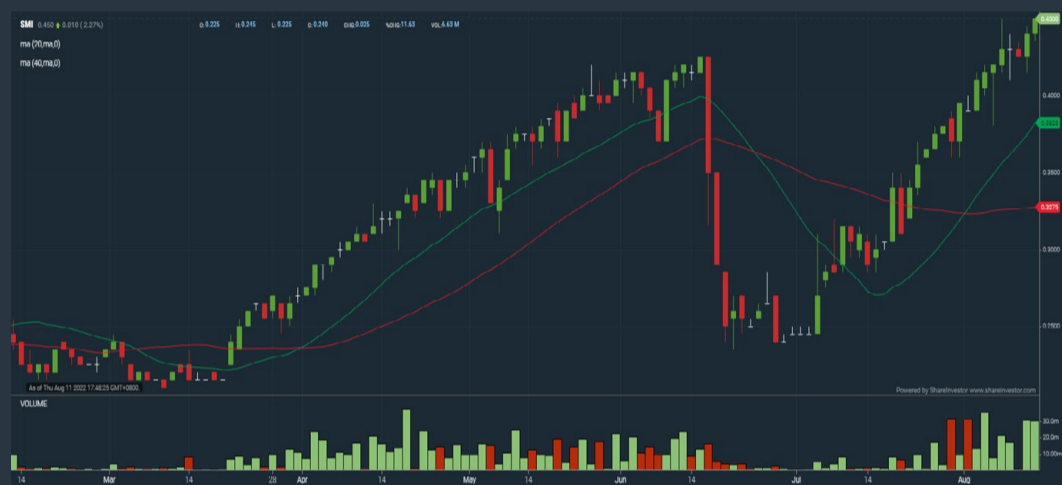 SMI 0.450 0.010 ( 2.27%) O: 0.225 H: 0.245 L: 0.225 C: 0.240 CHG: 0.025 %CHG: 11.63 VOL: 6.63 M
ma (20,ma,0)
ma (40,ma,0)
0.4000
0.3500
0.3075
0.3000
As of Thu Aug 11 2022 17:48:25 GMT+0800.
Powered by ShareInvestor www.shareinvestor.com
VOLUME
30.0m
20.0m
10.00m
14 Mar 14 28 Apr 14 May 14 Jun 14 Jul 14 Aug